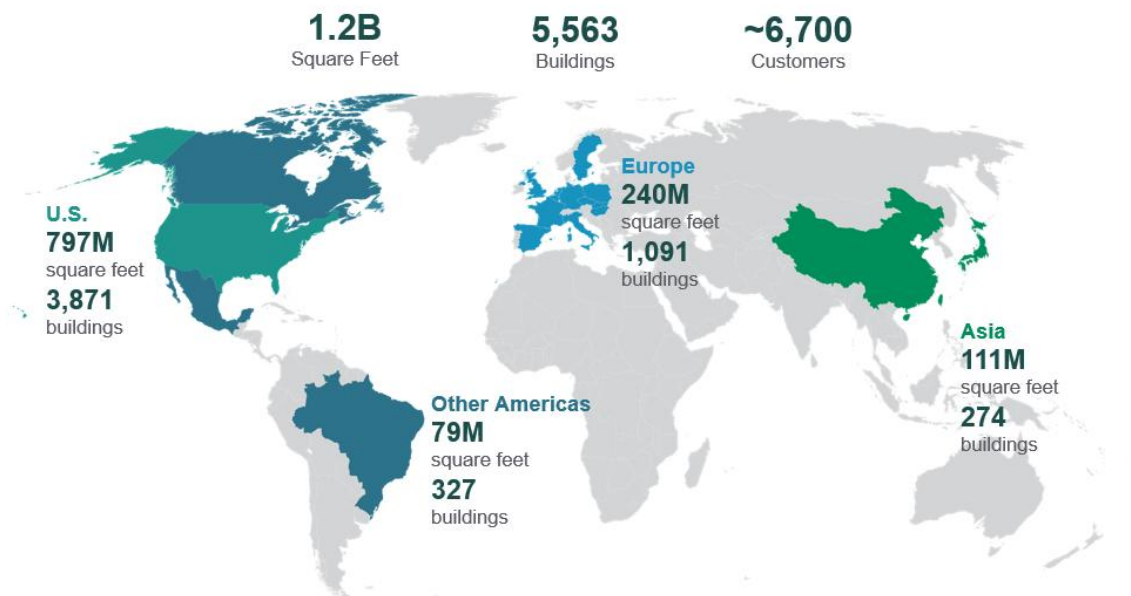 1.2B
Square Feet
5,563
Buildings
~6,700
Customers
U.S.
797M
square feet
3,871
buildings
Europe
240M
square feet
1,091
buildings
Other Americas
79M
square feet
327
buildings
Asia
111M
square feet
274
buildings